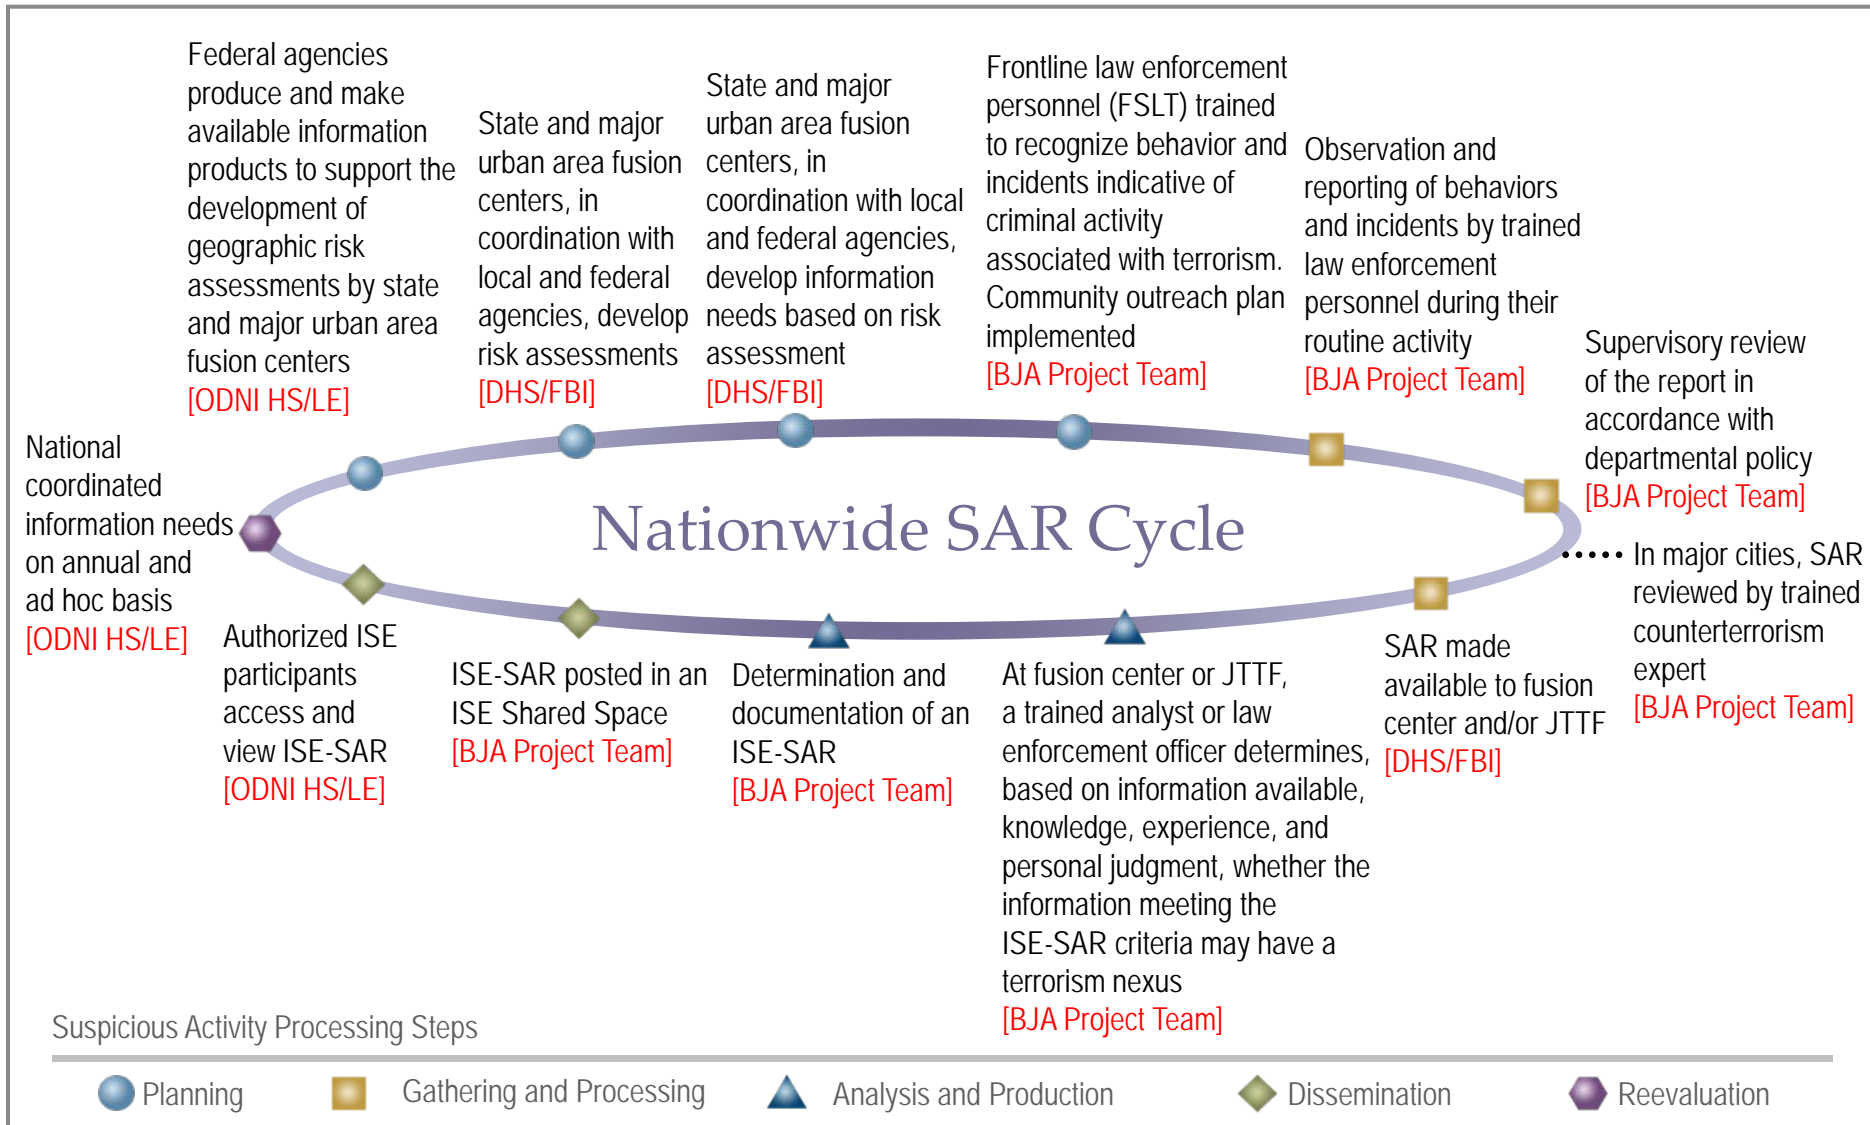 Federal agencies
produce and make
available information
products to support the
development of
geographic risk
assessments by state
and major urban area
fusion centers
[ODNI HS/LE]
State and major
urban area fusion
centers, in
coordination with
local and federal
agencies, develop
risk assessments
[DHS/FBI]
State and major
urban area fusion
centers, in
coordination with local
and federal agencies,
develop information
needs based on risk
assessment
[DHS/FBI]
Frontline law enforcement
personnel (FSLT) trained
to recognize behavior and
incidents indicative of
criminal activity
associated with terrorism.
Community outreach plan
implemented
[BJA Project Team]
Observation and
reporting of behaviors
and incidents by trained
law enforcement
personnel during their
routine activity
[BJA Project Team]
Supervisory review
of the report in
accordance with
departmental policy
[BJA Project Team]
In major cities, SAR
reviewed by trained
counterterrorism
expert
[BJA Project Team]
SAR made
available to fusion
center and/or JTTF
[DHS/FBI]
At fusion center or JTTF,
a trained analyst or law
enforcement officer determines,
based on information available,
knowledge, experience, and
personal judgment, whether the
information meeting the
ISE-SAR criteria may have a
terrorism nexus
[BJA Project Team]
Determination and
documentation of an
ISE-SAR
[BJA Project Team]
ISE-SAR posted in an
ISE Shared Space
[BJA Project Team]
Authorized ISE
participants
access and
view ISE-SAR
[ODNI HS/LE]
National
coordinated
information needs
on annual and
ad hoc basis
[ODNI HS/LE]
Nationwide SAR Cycle
Suspicious Activity Processing Steps
Planning
Gathering and Processing
Analysis and Production
Dissemination
Reevaluation